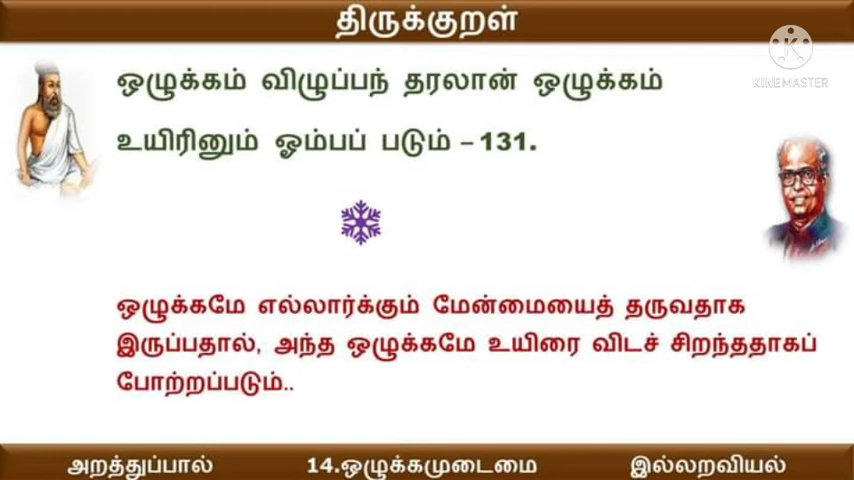 திருக்குறள்
KINEMASTER
ஒழுக்கம் விழுப்பந் தரலான் ஒழுக்கம்
உயிரினும் ஓம்பப் படும் – 131.
ஒழுக்கமே எல்லார்க்கும் மேன்மையைத் தருவதாக
இருப்பதால், அந்த ஒழுக்கமே உயிரை விடச் சிறந்ததாகப்
போற்றப்படும்..
அறத்துப்பால் 14.ஒழுக்கமுடைமை இல்லறவியல்